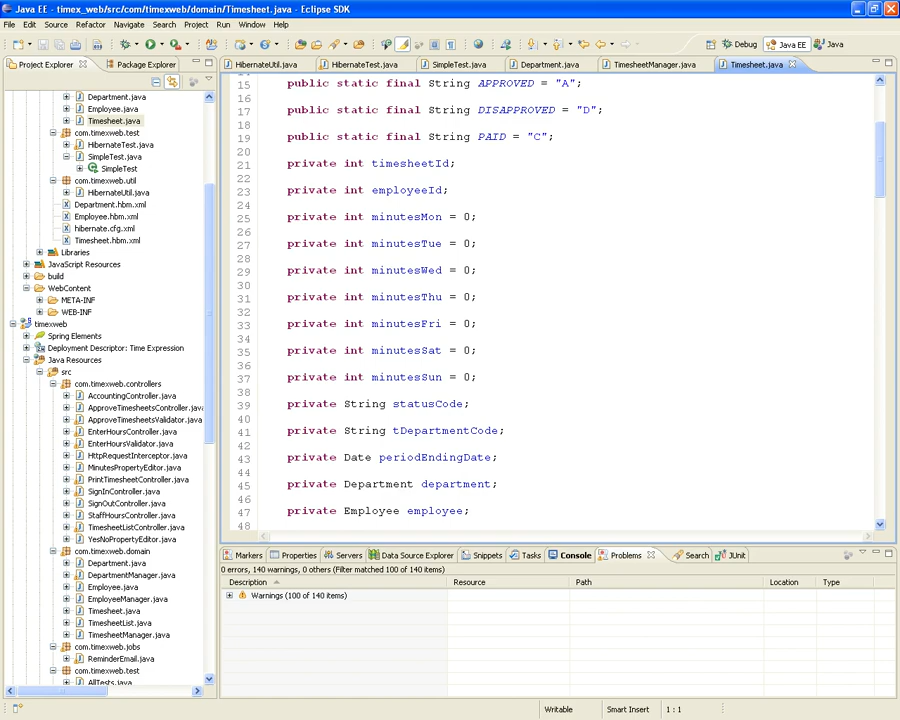 Java EE - timex_web/src/com/timexweb/domain/Timesheet.java - Eclipse SDK
File Edit Source Refactor Navigate Search Project Run Window Help
Debug Java EE Java
Project Explorer Package Explorer
HibernateUtil.java HibernateTest.java SimpleTest.java Department.java TimesheetManager.java Timesheet.java
Department.java
Employee.java
Timesheet.java
com.timexweb.test
HibernateTest.java
SimpleTest.java
SimpleTest
com.timexweb.util
HibernateUtil.java
Department.hbm.xml
Employee.hbm.xml
hibernate.cfg.xml
Timesheet.hbm.xml
Libraries
JavaScript Resources
build
WebContent
META-INF
WEB-INF
timexweb
Spring Elements
Deployment Descriptor: Time Expression
Java Resources
src
com.timexweb.controllers
AccountingController.java
ApproveTimesheetsController.java
ApproveTimesheetsValidator.java
EnterHoursController.java
EnterHoursValidator.java
HttpRequestInterceptor.java
MinutesPropertyEditor.java
PrintTimesheetController.java
SignInController.java
SignOutController.java
StaffHoursController.java
TimesheetListController.java
YesNoPropertyEditor.java
com.timexweb.domain
Department.java
DepartmentManager.java
Employee.java
EmployeeManager.java
Timesheet.java
TimesheetList.java
TimesheetManager.java
com.timexweb.jobs
ReminderEmail.java
com.timexweb.test
AllTests.java
15 public static final String APPROVED = "A";
16
17 public static final String DISAPPROVED = "D";
18
19 public static final String PAID = "C";
20
21 private int timesheetId;
22
23 private int employeeId;
24
25 private int minutesMon = 0;
26
27 private int minutesTue = 0;
28
29 private int minutesWed = 0;
30
31 private int minutesThu = 0;
32
33 private int minutesFri = 0;
34
35 private int minutesSat = 0;
36
37 private int minutesSun = 0;
38
39 private String statusCode;
40
41 private String tDepartmentCode;
42
43 private Date periodEndingDate;
44
45 private Department department;
46
47 private Employee employee;
48
Markers Properties Servers Data Source Explorer Snippets Tasks Console Problems Search JUnit
0 errors, 140 warnings, 0 others (Filter matched 100 of 140 items)
Description Resource Path Location Type
Warnings (100 of 140 items)
Writable Smart Insert 1 : 1